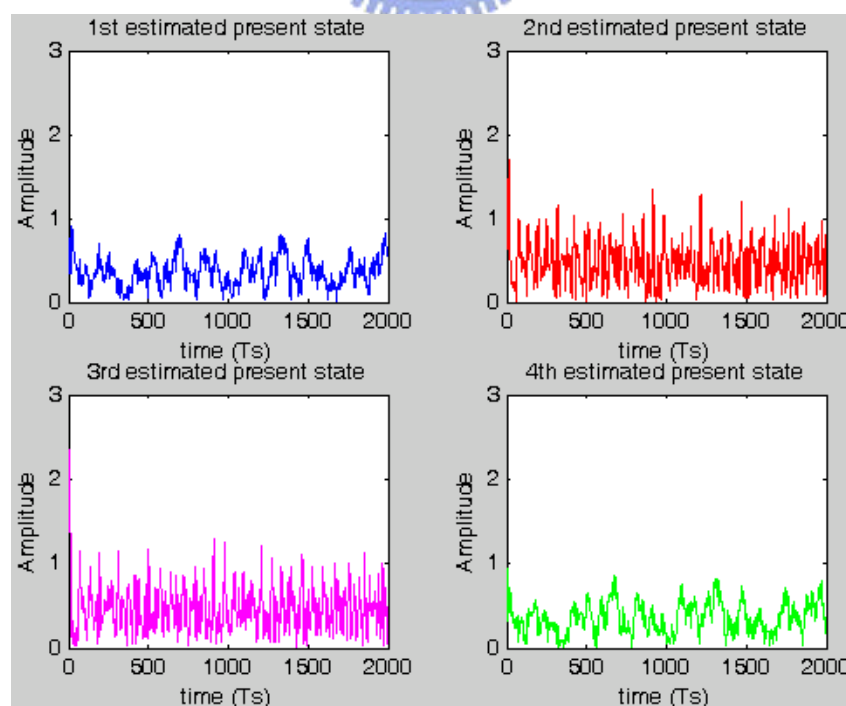 1st estimated present state
3
2
1
0
Amplitude
0 500 1000 1500 2000
time (Ts)
2nd estimated present state
3
2
1
0
Amplitude
0 500 1000 1500 2000
time (Ts)
3rd estimated present state
3
2
1
0
Amplitude
0 500 1000 1500 2000
time (Ts)
4th estimated present state
3
2
1
0
Amplitude
0 500 1000 1500 2000
time (Ts)